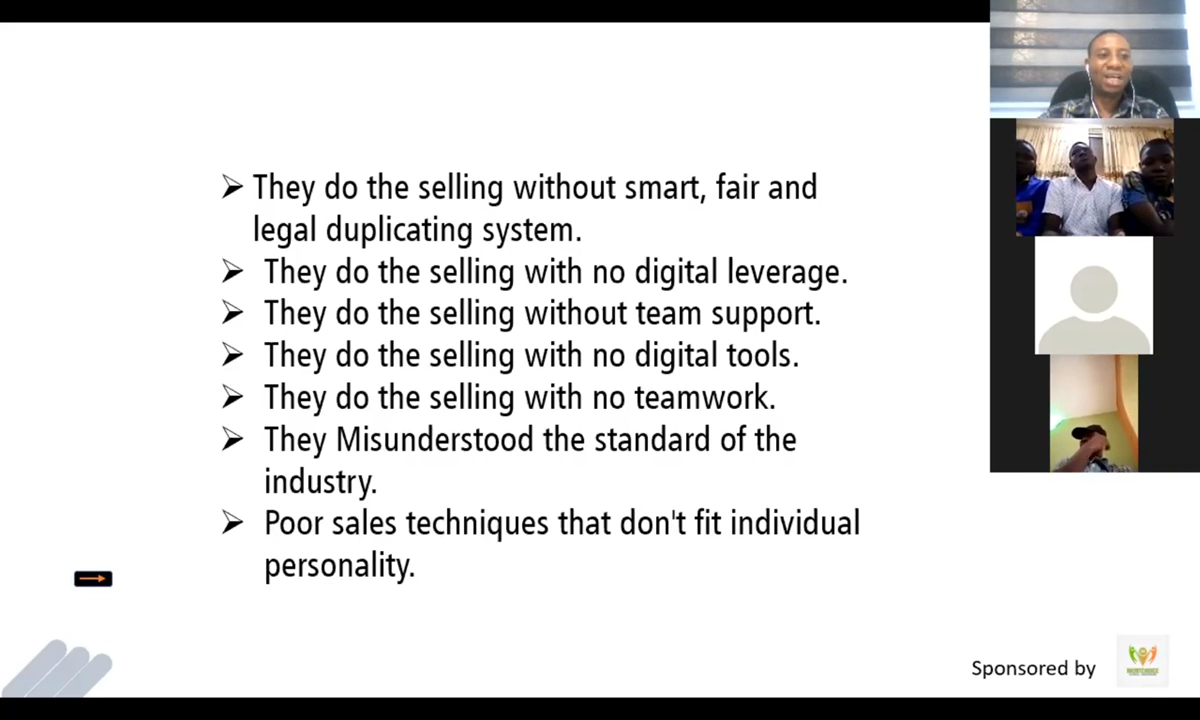 ➢ They do the selling without smart, fair and
legal duplicating system.
➢ They do the selling with no digital leverage.
➢ They do the selling without team support.
➢ They do the selling with no digital tools.
➢ They do the selling with no teamwork.
➢ They Misunderstood the standard of the
industry.
➢ Poor sales techniques that don't fit individual
personality.
Sponsored by